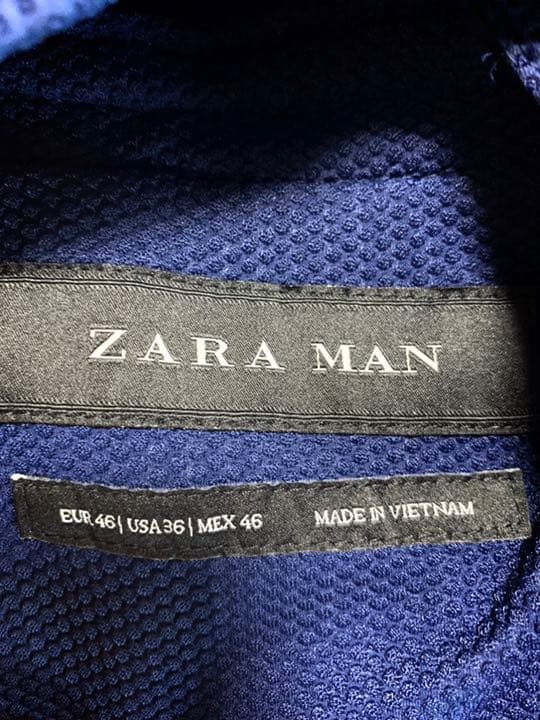 ZARA MAN
EUR 46 | USA 36 | MEX 46 MADE IN VIETNAM